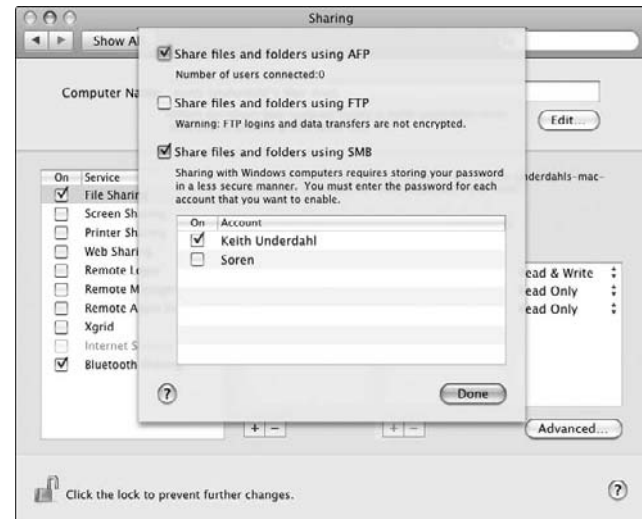 Sharing
Show Al
Computer Na
Edit...
Share files and folders using AFP
Number of users connected:0
Share files and folders using FTP
Warning: FTP logins and data transfers are not encrypted.
Share files and folders using SMB
Sharing with Windows computers requires storing your password
in a less secure manner. You must enter the password for each
account that you want to enable.
On Account
Keith Underdahl
Soren
? Done
On Service
File Sharin
Screen Sh
Printer Sh
Web Shari
Remote L
Remote M
Remote A
Xgrid
Internet S
Bluetooth
nderdahls-mac-
ead & Write
ead Only
ead Only
+ −
+ −
Advanced...
Click the lock to prevent further changes.
?